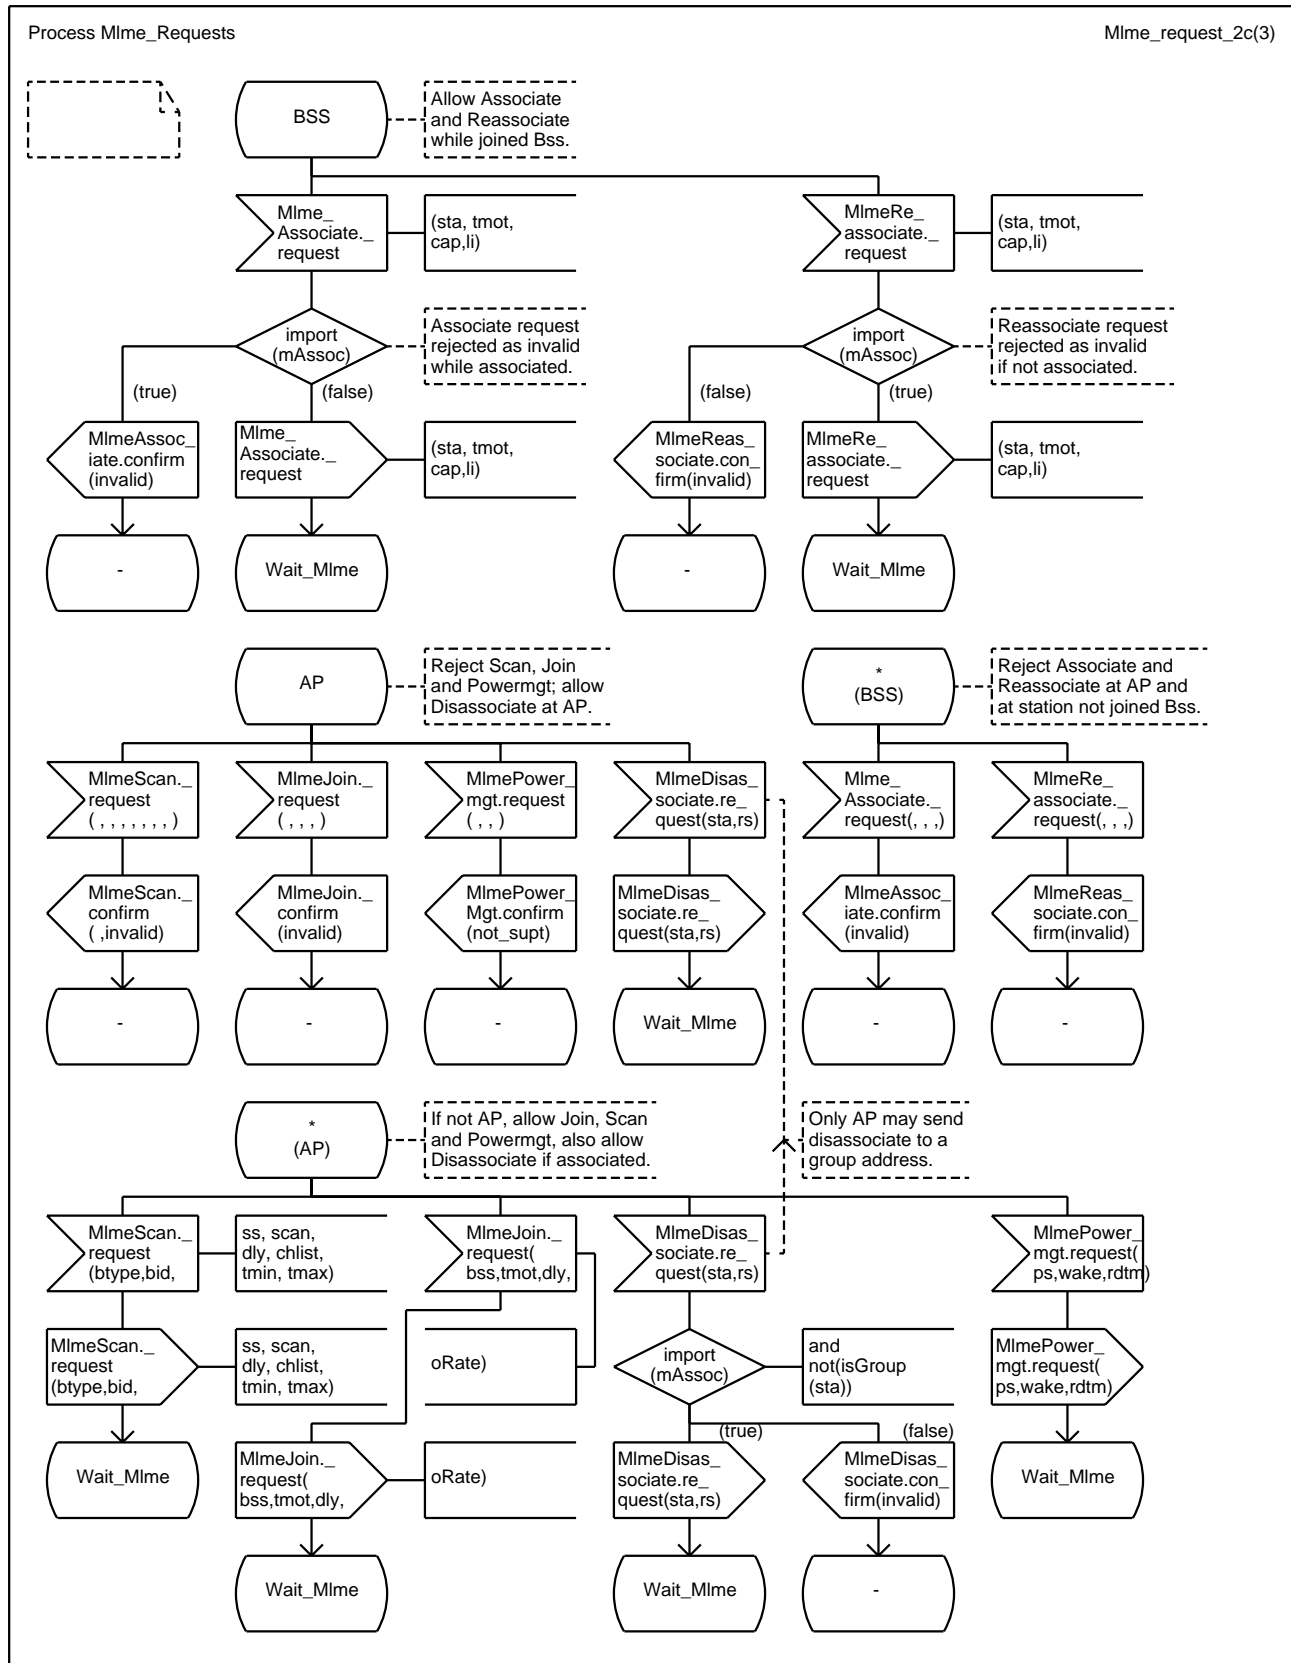 Process Mlme_Requests
Mlme_request_2c(3)
BSS
Allow Associate
and Reassociate
while joined Bss.
Mlme_
Associate._
request
(sta, tmot,
cap,li)
MlmeRe_
associate._
request
(sta, tmot,
cap,li)
import
(mAssoc)
Associate request
rejected as invalid
while associated.
import
(mAssoc)
Reassociate request
rejected as invalid
if not associated.
(true)
(false)
(false)
(true)
MlmeAssoc_
iate.confirm
(invalid)
Mlme_
Associate._
request
(sta, tmot,
cap,li)
MlmeReas_
sociate.con_
firm(invalid)
MlmeRe_
associate._
request
(sta, tmot,
cap,li)
-
Wait_Mlme
-
Wait_Mlme
AP
Reject Scan, Join
and Powermgt; allow
Disassociate at AP.
*
(BSS)
Reject Associate and
Reassociate at AP and
at station not joined Bss.
MlmeScan._
request
( , , , , , , , )
MlmeJoin._
request
( , , , )
MlmePower_
mgt.request
( , , )
MlmeDisas_
sociate.re_
quest(sta,rs)
Mlme_
Associate._
request(, , ,)
MlmeRe_
associate._
request(, , ,)
MlmeScan._
confirm
( ,invalid)
MlmeJoin._
confirm
(invalid)
MlmePower_
Mgt.confirm
(not_supt)
MlmeDisas_
sociate.re_
quest(sta,rs)
MlmeAssoc_
iate.confirm
(invalid)
MlmeReas_
sociate.con_
firm(invalid)
-
-
-
Wait_Mlme
-
-
*
(AP)
If not AP, allow Join, Scan
and Powermgt, also allow
Disassociate if associated.
Only AP may send
disassociate to a
group address.
MlmeScan._
request
(btype,bid,
ss, scan,
dly, chlist,
tmin, tmax)
MlmeJoin._
request(
bss,tmot,dly,
MlmeDisas_
sociate.re_
quest(sta,rs)
MlmePower_
mgt.request(
ps,wake,rdtm)
MlmeScan._
request
(btype,bid,
ss, scan,
dly, chlist,
tmin, tmax)
oRate)
import
(mAssoc)
and
not(isGroup
(sta))
MlmePower_
mgt.request(
ps,wake,rdtm)
(true)
(false)
Wait_Mlme
MlmeJoin._
request(
bss,tmot,dly,
oRate)
MlmeDisas_
sociate.re_
quest(sta,rs)
MlmeDisas_
sociate.con_
firm(invalid)
Wait_Mlme
Wait_Mlme
Wait_Mlme
-